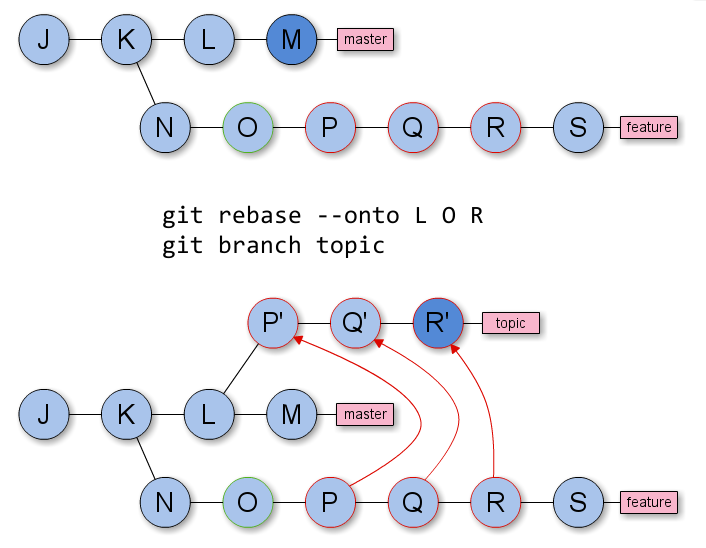 J K L M master
N O P Q R S feature
git rebase --onto L O R
git branch topic
P' Q' R' topic
J K L M master
N O P Q R S feature